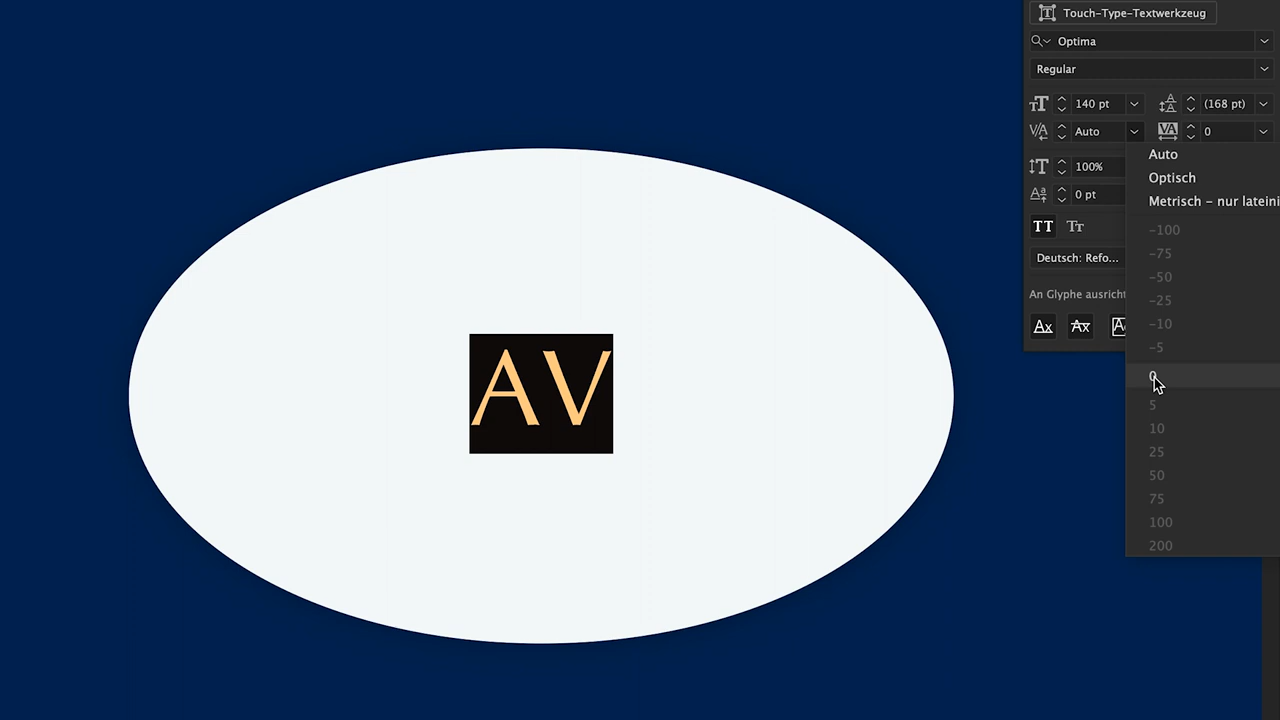 Touch-Type-Textwerkzeug
Optima
Regular
140 pt (168 pt)
Auto 0
100%
0 pt
TT Tr
Deutsch: Refo...
An Glyphe ausricht
Ax Ax A
Auto
Optisch
Metrisch – nur lateini
-100
-75
-50
-25
-10
-5
0
5
10
25
50
75
100
200
AV